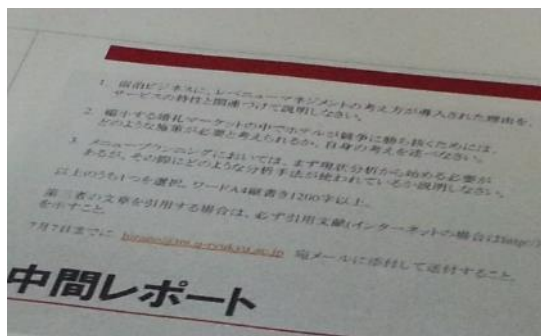 1. 宿泊ビジネスに、レベニューマネジメントの考え方が導入された理由を、
サービスの特性と関連づけて説明しなさい。
2. 縮小する婚礼マーケットの中でホテルが競争に勝ち抜くためには、
どのような施策が必要と考えられるか、自身の考えを述べなさい。
3. メニュープランニングにおいては、まず現状分析から始める必要が
あるが、その際にどのような分析手法が使われているか説明しなさい。
以上のうち1つを選択。ワードA4縦書き1200字以上。
第三者の文章を引用する場合は、必ず引用文献(インターネットの場合はhttp://
を示すこと。
7月7日までに 宛メールに添付して送付すること。
中間レポート